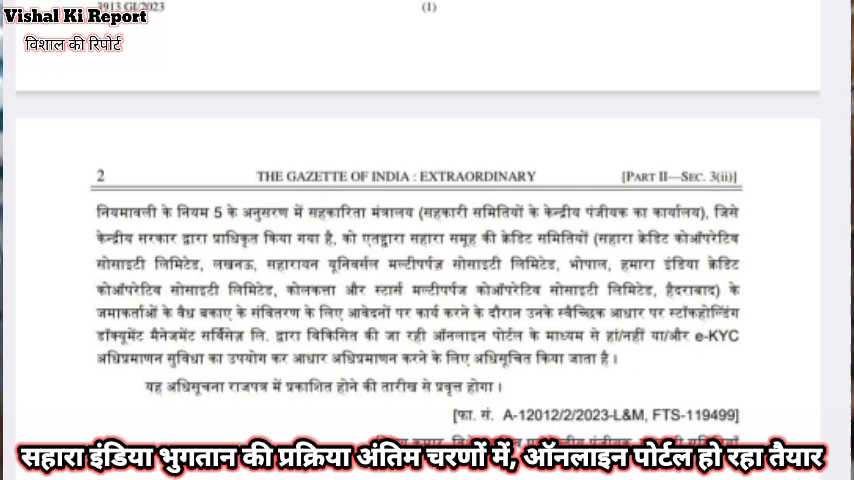 3913 GI/2023
(1)
Vishal Ki Report
विशाल की रिपोर्ट
2 THE GAZETTE OF INDIA : EXTRAORDINARY [PART II—SEC. 3(ii)]
नियमावली के नियम 5 के अनुसरण में सहकारिता मंत्रालय (सहकारी समितियों के केन्द्रीय पंजीयक का कार्यालय), जिसे
केन्द्रीय सरकार द्वारा प्राधिकृत किया गया है, को एतद्वारा सहारा समूह की क्रेडिट समितियों (सहारा क्रेडिट कोऑपरेटिव
सोसाइटी लिमिटेड, लखनऊ, सहारायन यूनिवर्सल मल्टीपर्पज़ सोसाइटी लिमिटेड, भोपाल, हमारा इंडिया क्रेडिट
कोऑपरेटिव सोसाइटी लिमिटेड, कोलकत्ता और स्टार्स मल्टीपर्पज कोऑपरेटिव सोसाइटी लिमिटेड, हैदराबाद) के
जमाकर्ताओं के वैध बकाए के संवितरण के लिए आवेदनों पर कार्य करने के दौरान उनके स्वैच्छिक आधार पर स्टॉकहोल्डिंग
डॉक्यूमेंट मैनेजमेंट सर्विसेज़ लि. द्वारा विकिसित की जा रही ऑनलाइन पोर्टल के माध्यम से हां/नहीं या/और e-KYC
अधिप्रमाणन सुविधा का उपयोग कर आधार अधिप्रमाणन करने के लिए अधिसूचित किया जाता है।
यह अधिसूचना राजपत्र में प्रकाशित होने की तारीख से प्रवृत्त होगा।
[फा. सं. A-12012/2/2023-L&M, FTS-119499]
सहारा इंडिया भुगतान की प्रक्रिया अंतिम चरणों में, ऑनलाइन पोर्टल हो रहा तैयार